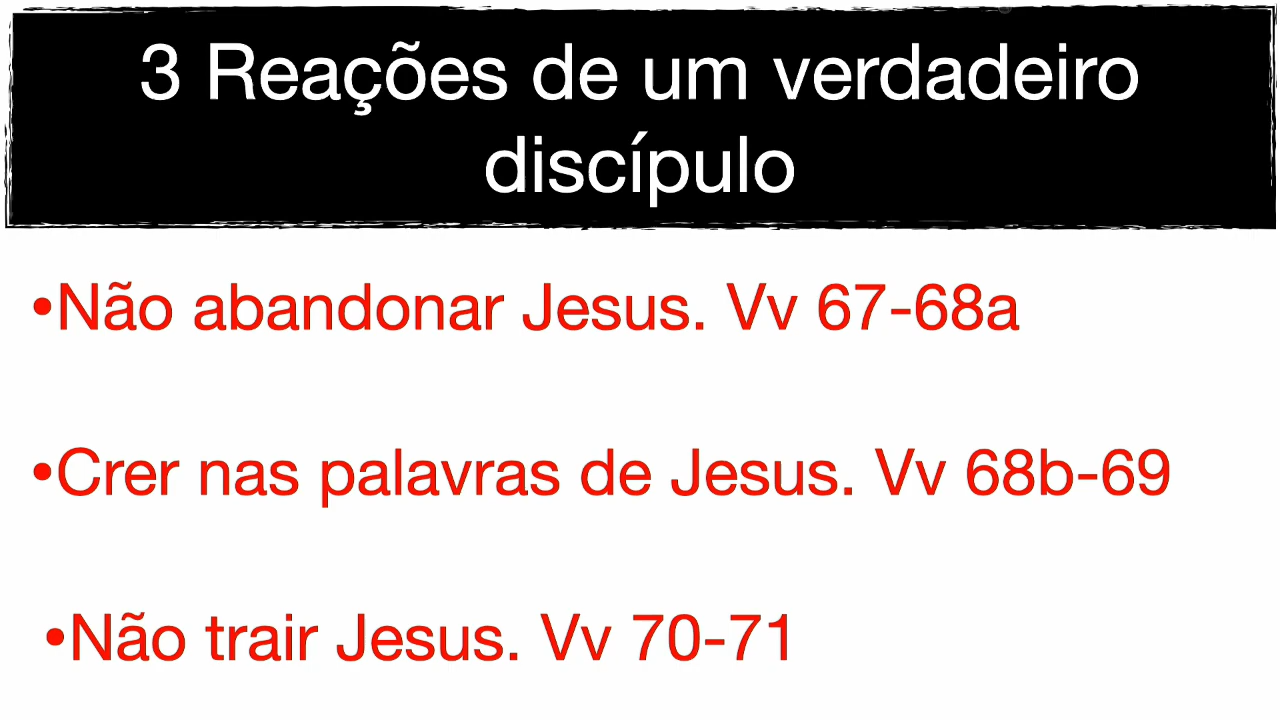 3 Reações de um verdadeiro
discípulo
•Não abandonar Jesus. Vv 67-68a
•Crer nas palavras de Jesus. Vv 68b-69
•Não trair Jesus. Vv 70-71